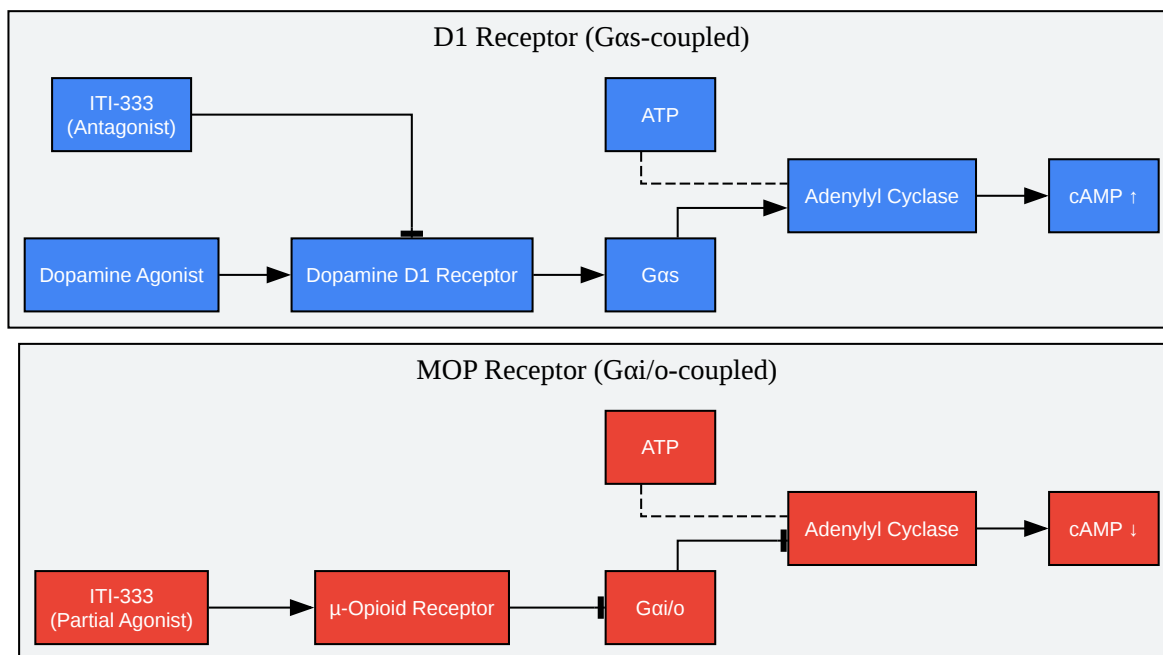 D1 Receptor (Gαs-coupled)
ITI-333
(Antagonist)
ATP
Adenylyl Cyclase
cAMP ↑
Dopamine Agonist
Dopamine D1 Receptor
Gαs
MOP Receptor (Gαi/o-coupled)
ATP
Adenylyl Cyclase
cAMP ↓
ITI-333
(Partial Agonist)
µ-Opioid Receptor
Gαi/o